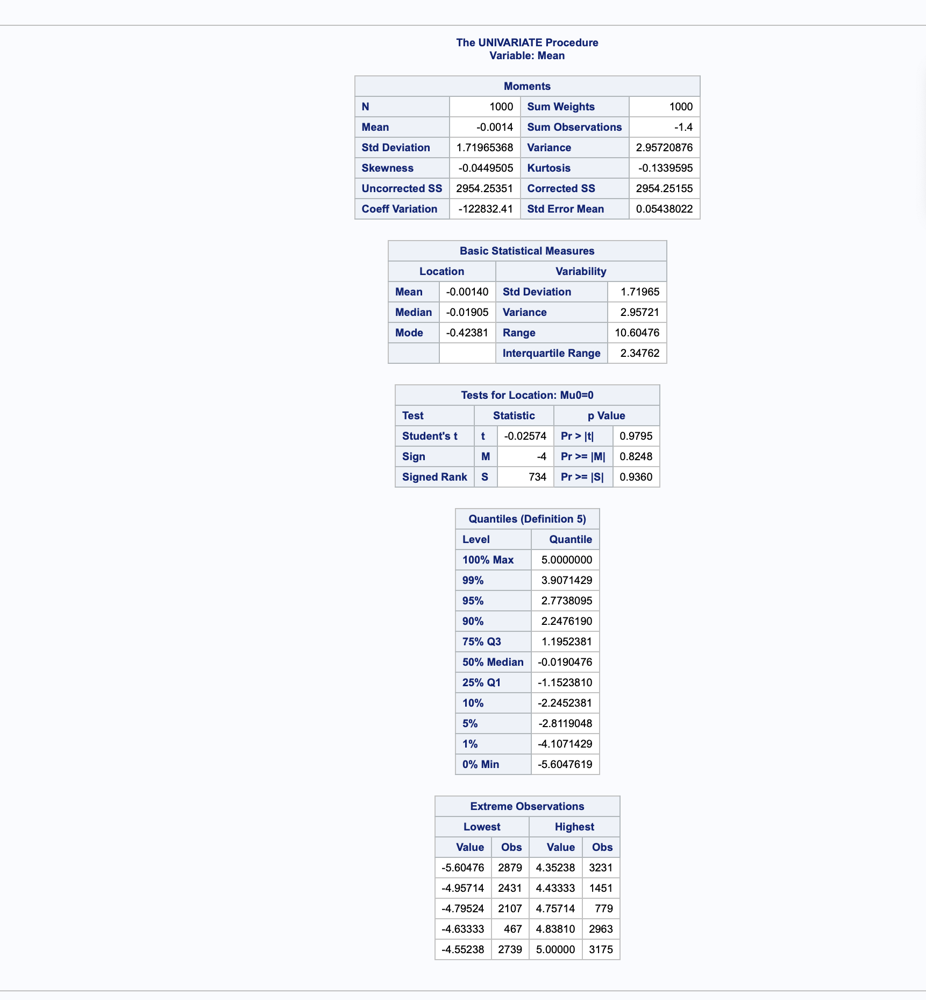 The UNIVARIATE Procedure
Variable: Mean
Moments
N 1000 Sum Weights 1000
Mean -0.0014 Sum Observations -1.4
Std Deviation 1.71965368 Variance 2.95720876
Skewness -0.0449505 Kurtosis -0.1339595
Uncorrected SS 2954.25351 Corrected SS 2954.25155
Coeff Variation -122832.41 Std Error Mean 0.05438022
Basic Statistical Measures
Location Variability
Mean -0.00140 Std Deviation 1.71965
Median -0.01905 Variance 2.95721
Mode -0.42381 Range 10.60476
Interquartile Range 2.34762
Tests for Location: Mu0=0
Test Statistic p Value
Student's t t -0.02574 Pr > |t| 0.9795
Sign M -4 Pr >= |M| 0.8248
Signed Rank S 734 Pr >= |S| 0.9360
Quantiles (Definition 5)
Level Quantile
100% Max 5.0000000
99% 3.9071429
95% 2.7738095
90% 2.2476190
75% Q3 1.1952381
50% Median -0.0190476
25% Q1 -1.1523810
10% -2.2452381
5% -2.8119048
1% -4.1071429
0% Min -5.6047619
Extreme Observations
Lowest Highest
Value Obs Value Obs
-5.60476 2879 4.35238 3231
-4.95714 2431 4.43333 1451
-4.79524 2107 4.75714 779
-4.63333 467 4.83810 2963
-4.55238 2739 5.00000 3175